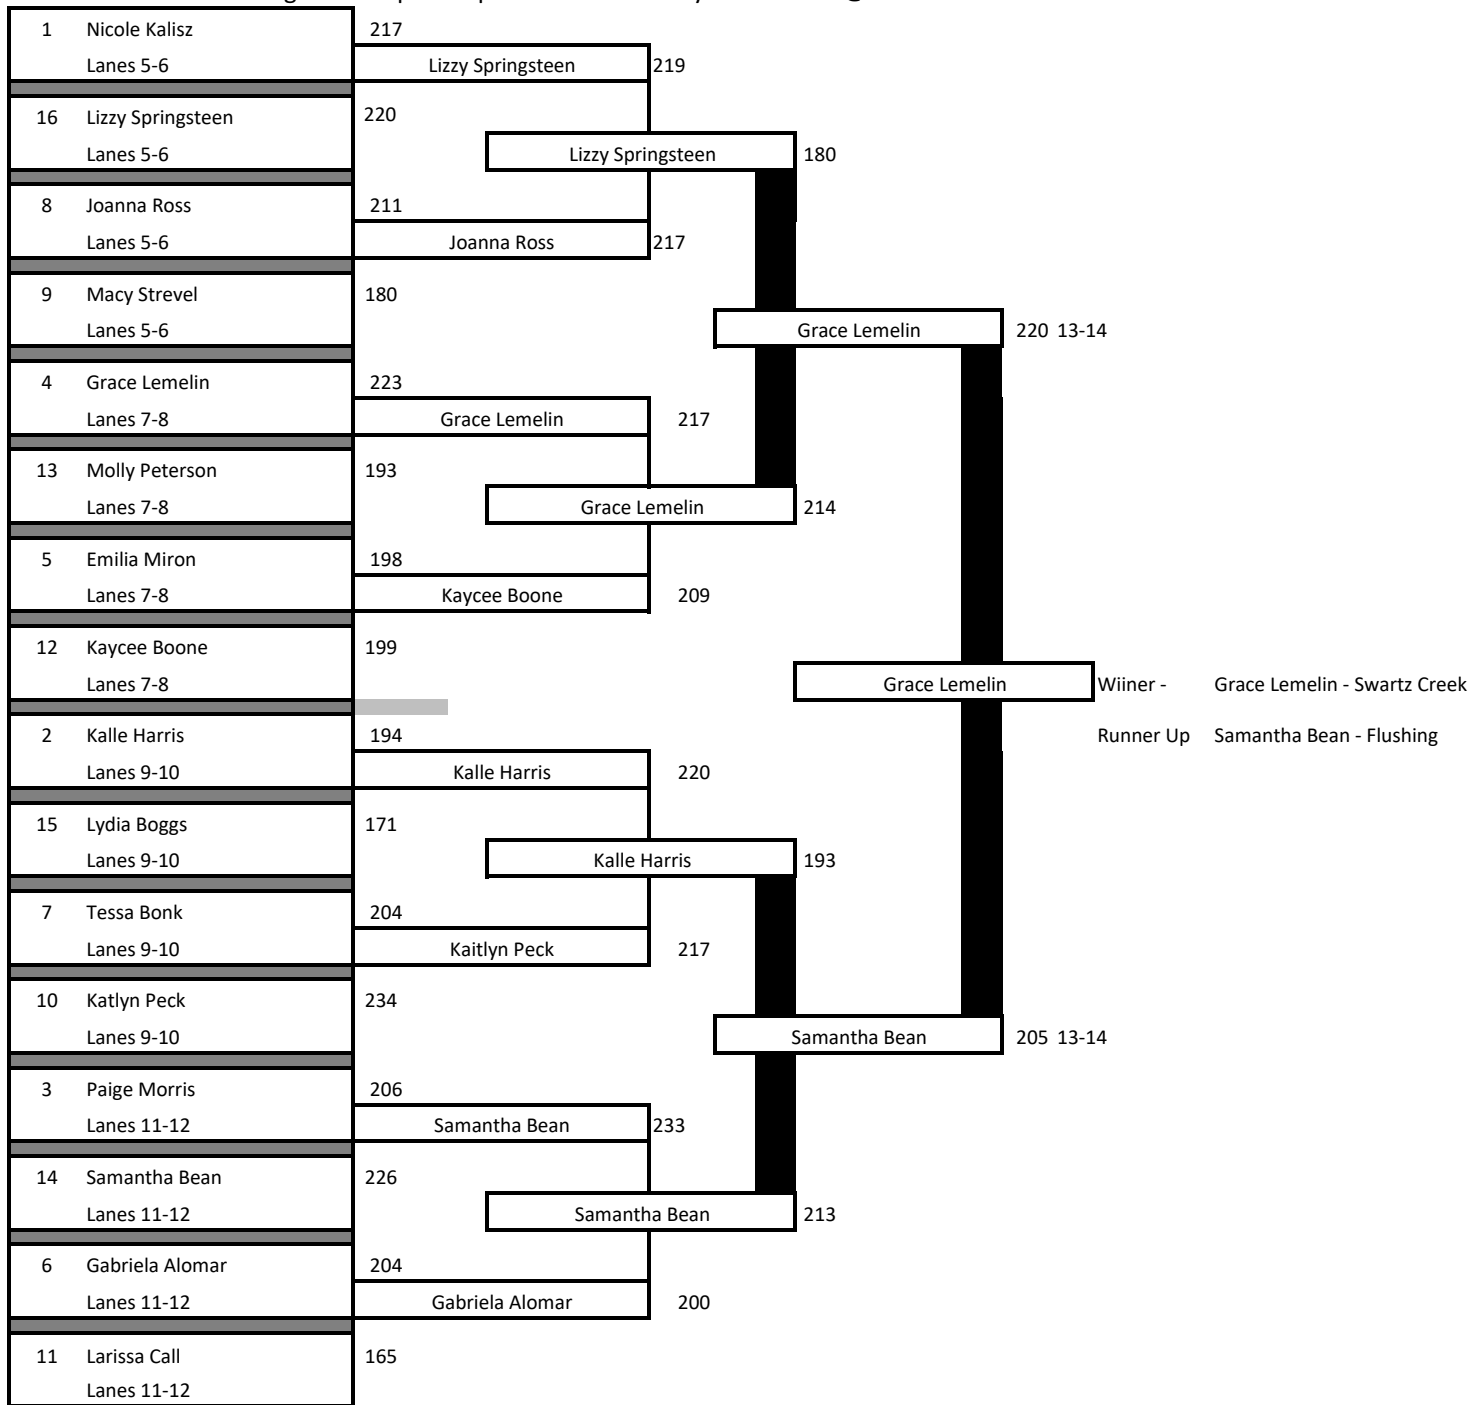 1 Nicole Kalisz 217
Lanes 5-6 Lizzy Springsteen 219
16 Lizzy Springsteen 220
Lanes 5-6 Lizzy Springsteen 180
8 Joanna Ross 211
Lanes 5-6 Joanna Ross 217
9 Macy Strevel 180
Lanes 5-6 Grace Lemelin 220 13-14
4 Grace Lemelin 223
Lanes 7-8 Grace Lemelin 217
13 Molly Peterson 193
Lanes 7-8 Grace Lemelin 214
5 Emilia Miron 198
Lanes 7-8 Kaycee Boone 209
12 Kaycee Boone 199
Lanes 7-8 Grace Lemelin Wiiner - Grace Lemelin - Swartz Creek
2 Kalle Harris 194 Runner Up Samantha Bean - Flushing
Lanes 9-10 Kalle Harris 220
15 Lydia Boggs 171
Lanes 9-10 Kalle Harris 193
7 Tessa Bonk 204
Lanes 9-10 Kaitlyn Peck 217
10 Katlyn Peck 234
Lanes 9-10 Samantha Bean 205 13-14
3 Paige Morris 206
Lanes 11-12 Samantha Bean 233
14 Samantha Bean 226
Lanes 11-12 Samantha Bean 213
6 Gabriela Alomar 204
Lanes 11-12 Gabriela Alomar 200
11 Larissa Call 165
Lanes 11-12